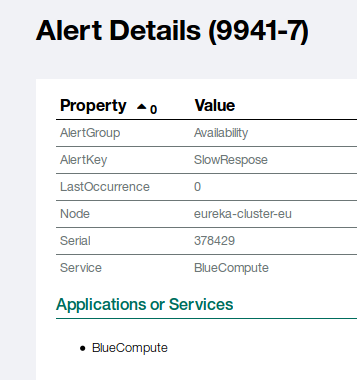 Alert Details (9941-7)
Property ▲ 0 Value
AlertGroup Availability
AlertKey SlowRespose
LastOccurrence 0
Node eureka-cluster-eu
Serial 378429
Service BlueCompute
Applications or Services
• BlueCompute